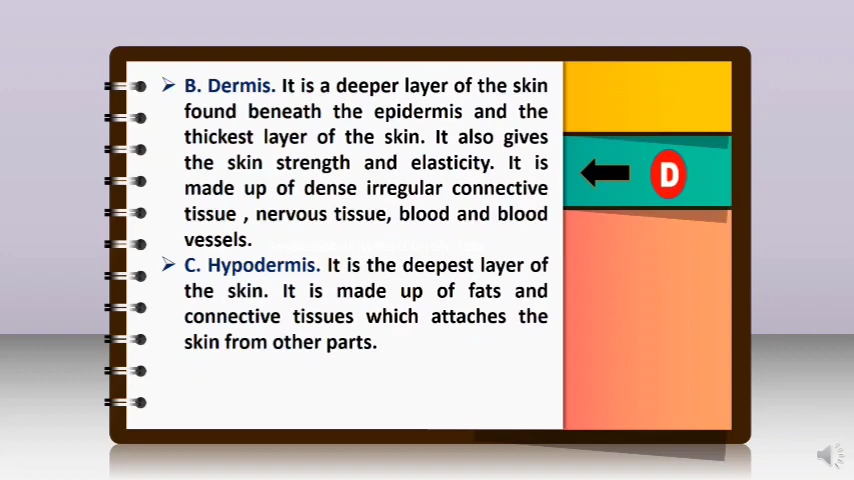 ➢ B. Dermis. It is a deeper layer of the skin
found beneath the epidermis and the
thickest layer of the skin. It also gives
the skin strength and elasticity. It is
made up of dense irregular connective
tissue , nervous tissue, blood and blood
vessels.
➢ C. Hypodermis. It is the deepest layer of
the skin. It is made up of fats and
connective tissues which attaches the
skin from other parts.
D